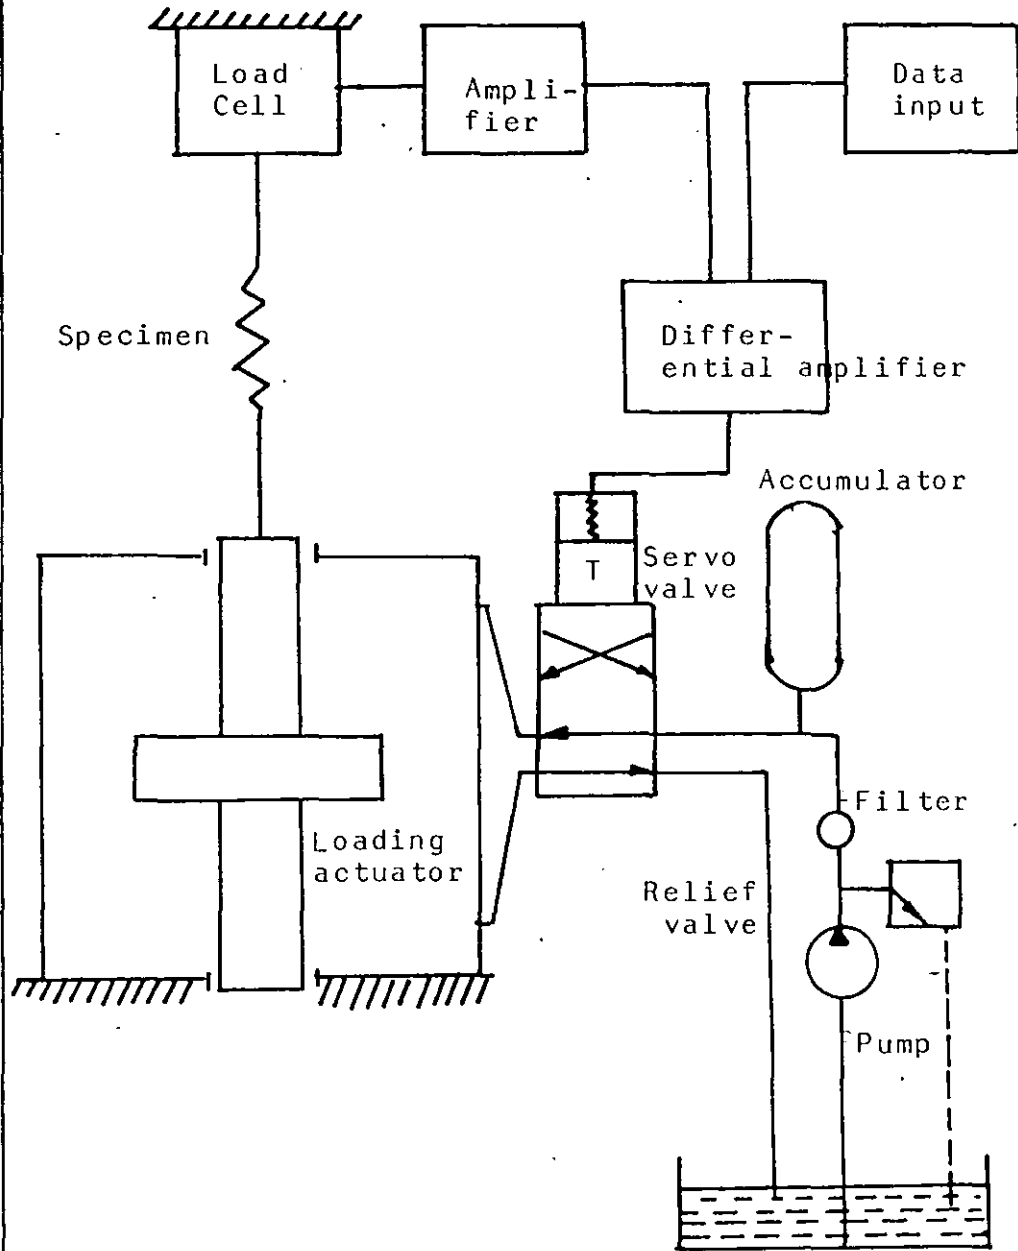 Load
Cell
Ampli-
fier
Data
input
Specimen
Differ-
ential amplifier
Accumulator
T
Servo
valve
Filter
Loading
actuator
Relief
valve
Pump